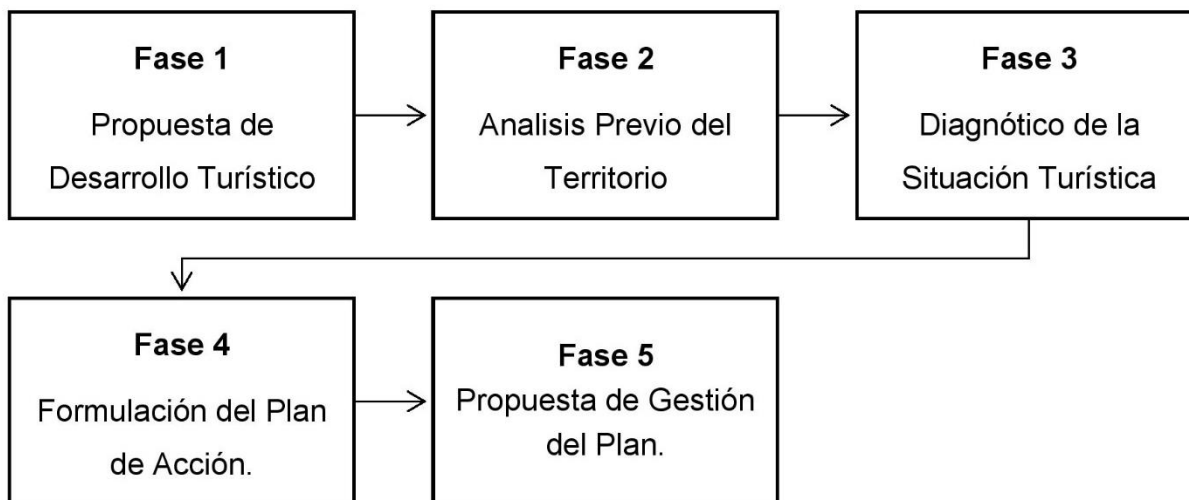 Fase 1
Propuesta de
Desarrollo Turístico
Fase 2
Analisis Previo del
Territorio
Fase 3
Diagnótico de la
Situación Turística
Fase 4
Formulación del Plan
de Acción.
Fase 5
Propuesta de Gestión
del Plan.